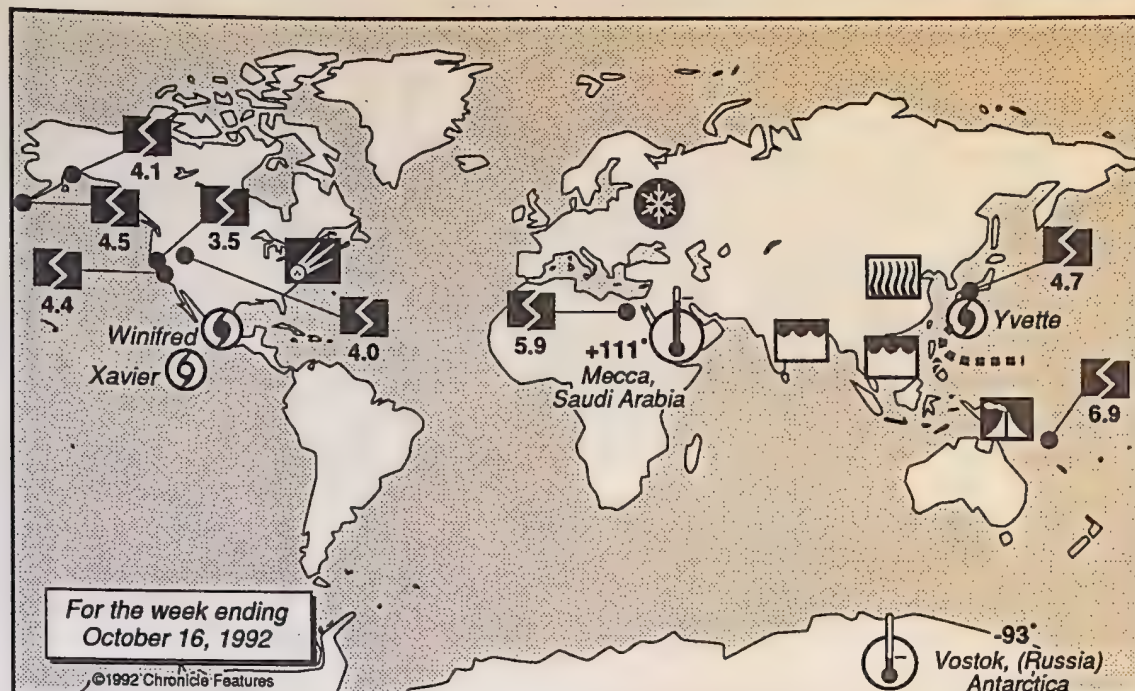 4.1
4.5
3.5
4.4
4.0
Winifred
Xavier
5.9
+111°
Mecca,
Saudi Arabia
4.7
Yvette
6.9
For the week ending
October 16, 1992
©1992 Chronicle Features
-93°
Vostok, (Russia)
Antarctica